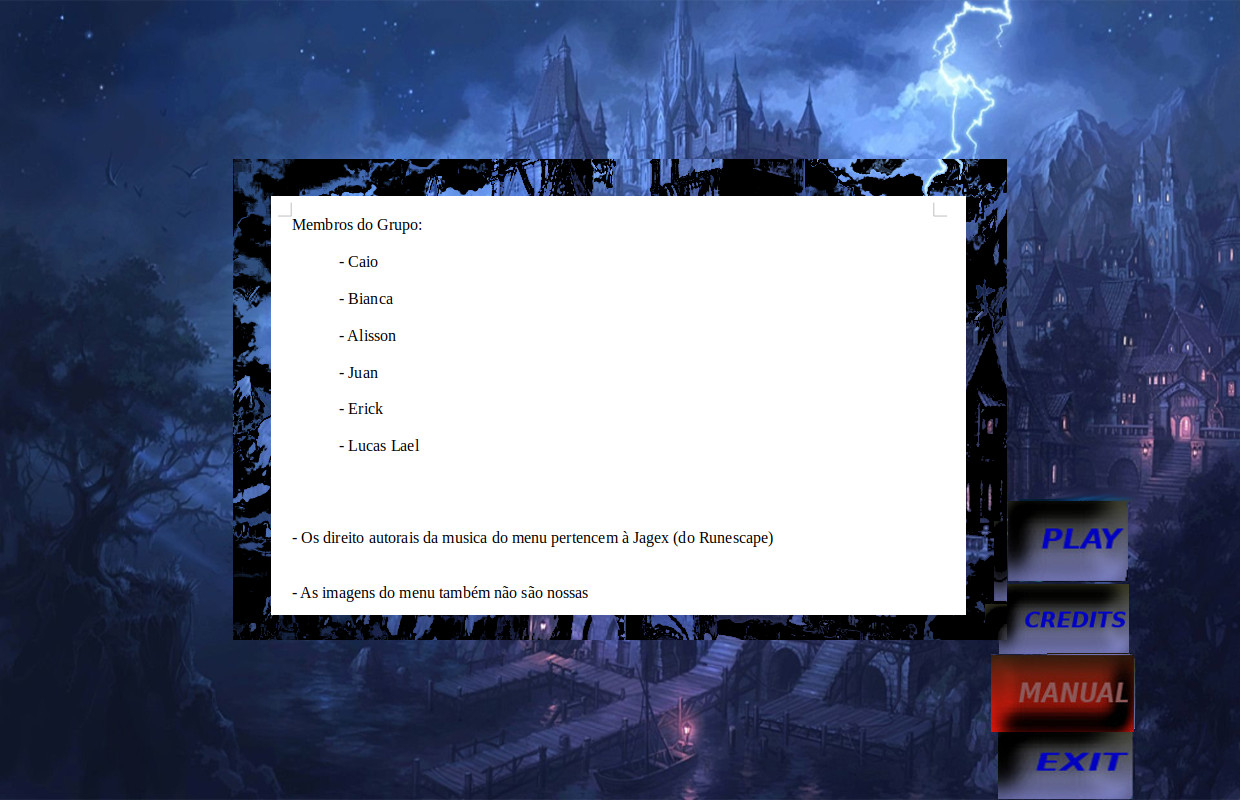 Membros do Grupo:
- Caio
- Bianca
- Alisson
- Juan
- Erick
- Lucas Lael
- Os direito autorais da musica do menu pertencem à Jagex (do Runescape)
- As imagens do menu também não são nossas
PLAY
CREDITS
MANUAL
EXIT